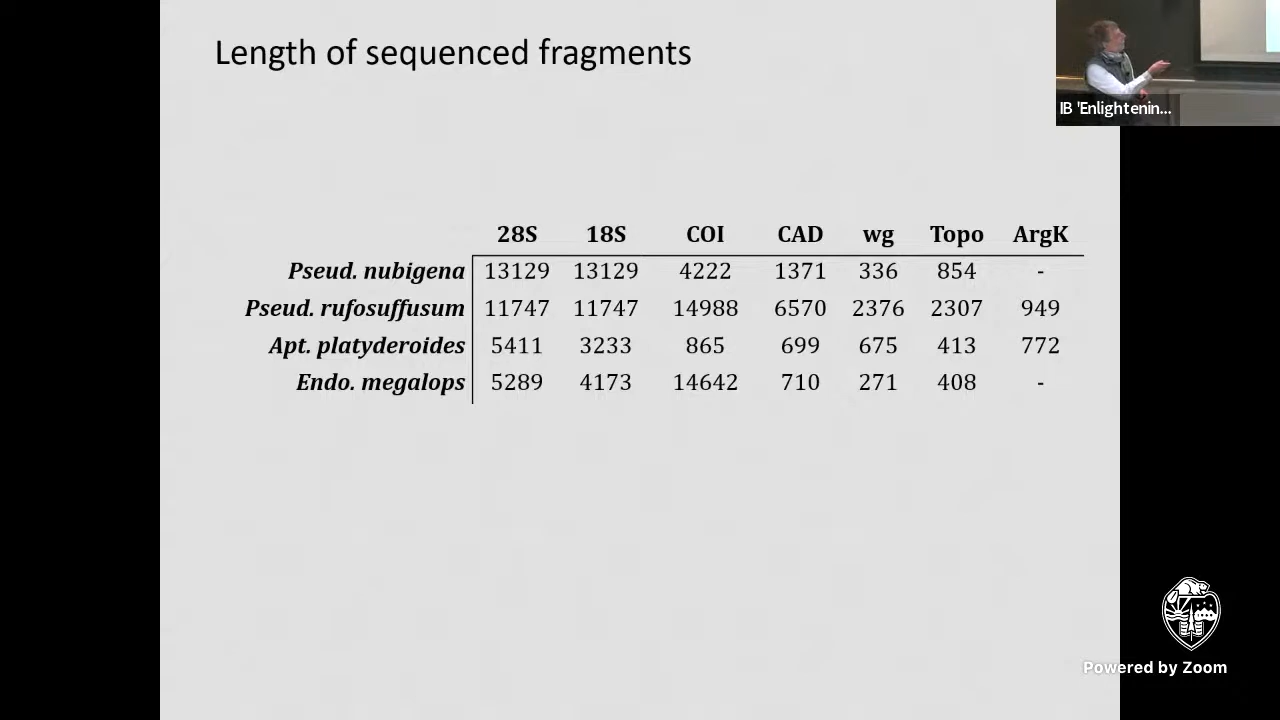 Length of sequenced fragments
IB 'Enlightenin...
28S 18S COI CAD wg Topo ArgK
Pseud. nubigena 13129 13129 4222 1371 336 854 -
Pseud. rufosuffusum 11747 11747 14988 6570 2376 2307 949
Apt. platyderoides 5411 3233 865 699 675 413 772
Endo. megalops 5289 4173 14642 710 271 408 -
Powered by Zoom